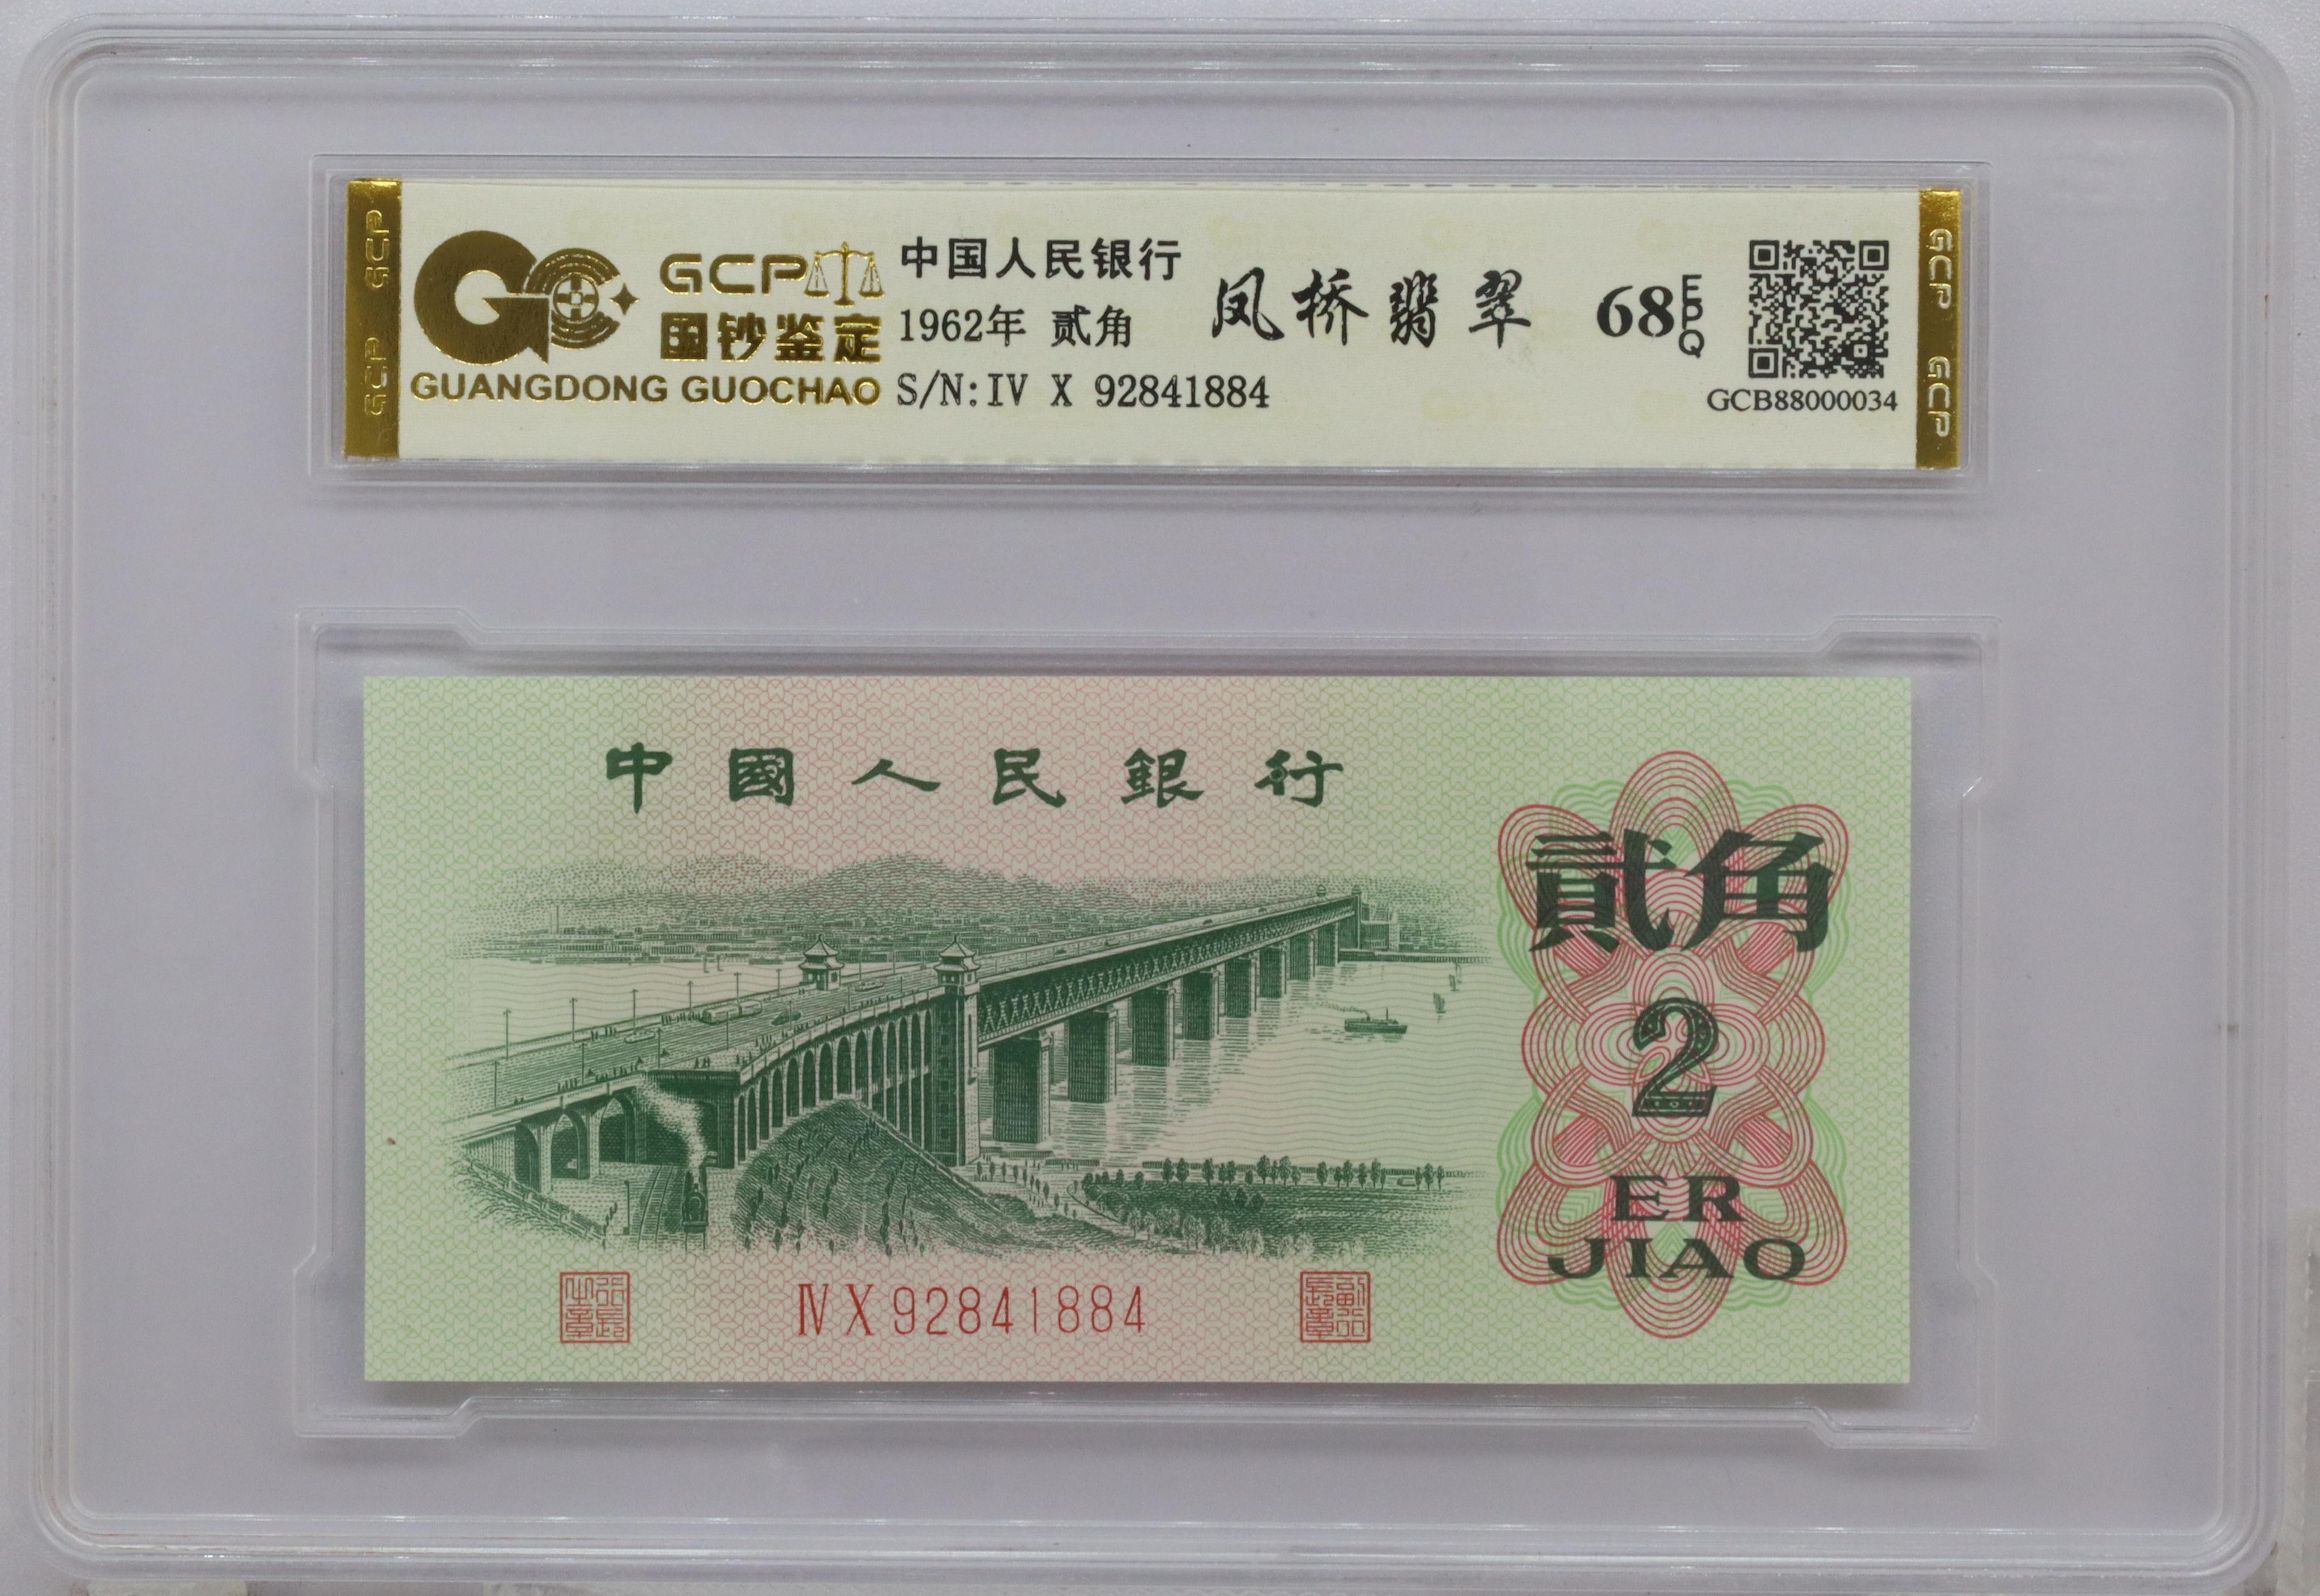 GCP
国钞鉴定
GUANGDONG GUOCHAO
中国人民银行
1962年 贰角
S/N:IV X 92841884
凤桥翡翠
68 EPQ
GCB88000034
GCP GCP
GCP GCP
中國人民銀行
貳角
2
ER
JIAO
ⅣX92841884